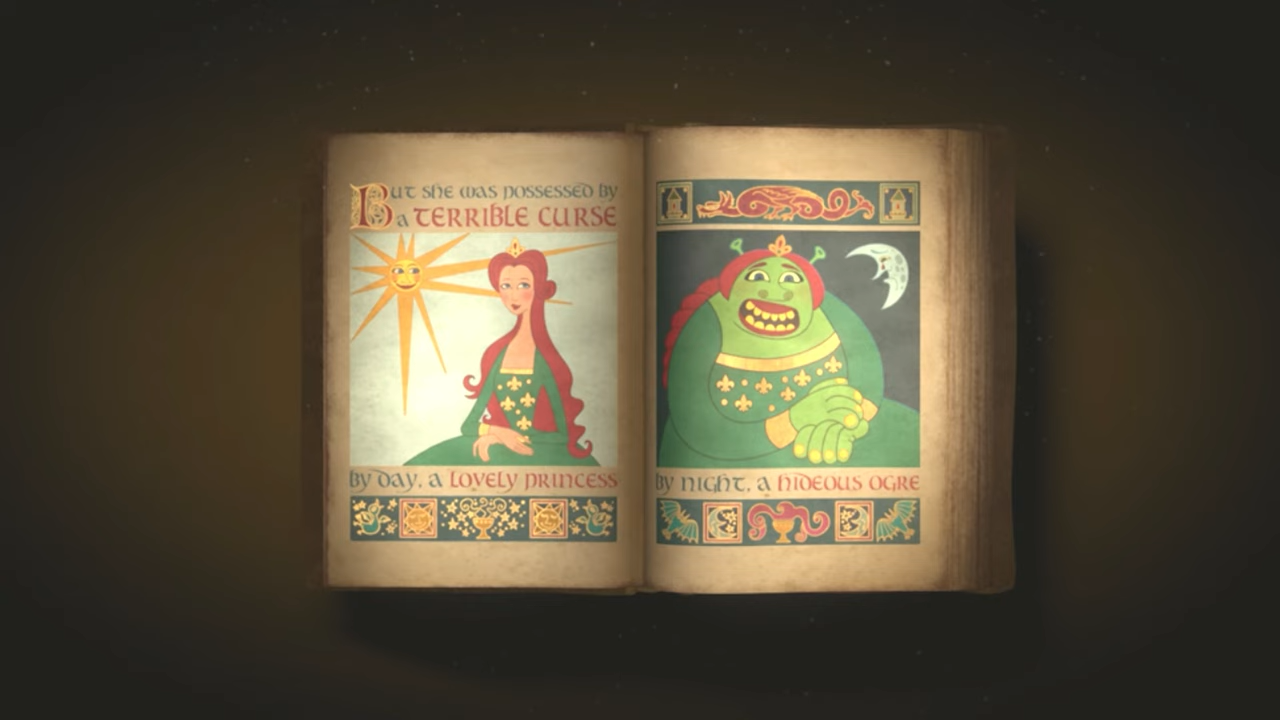 But she was possessed by
a terrible curse
by day, a lovely princess
by night, a hideous ogre